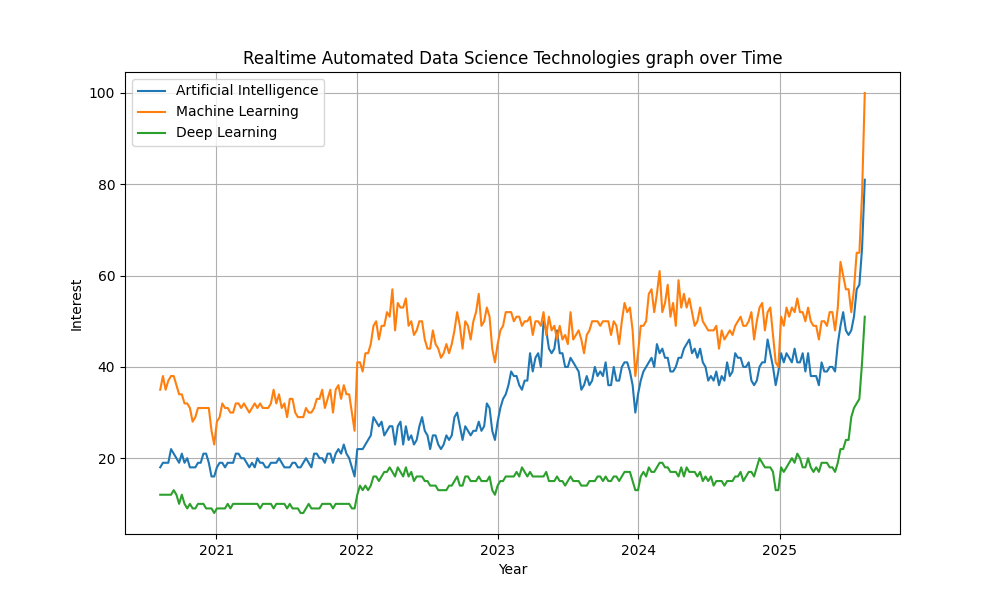 Realtime Automated Data Science Technologies graph over Time
Artificial Intelligence
Machine Learning
Deep Learning
100
80
60
40
20
Interest
2021 2022 2023 2024 2025
Year